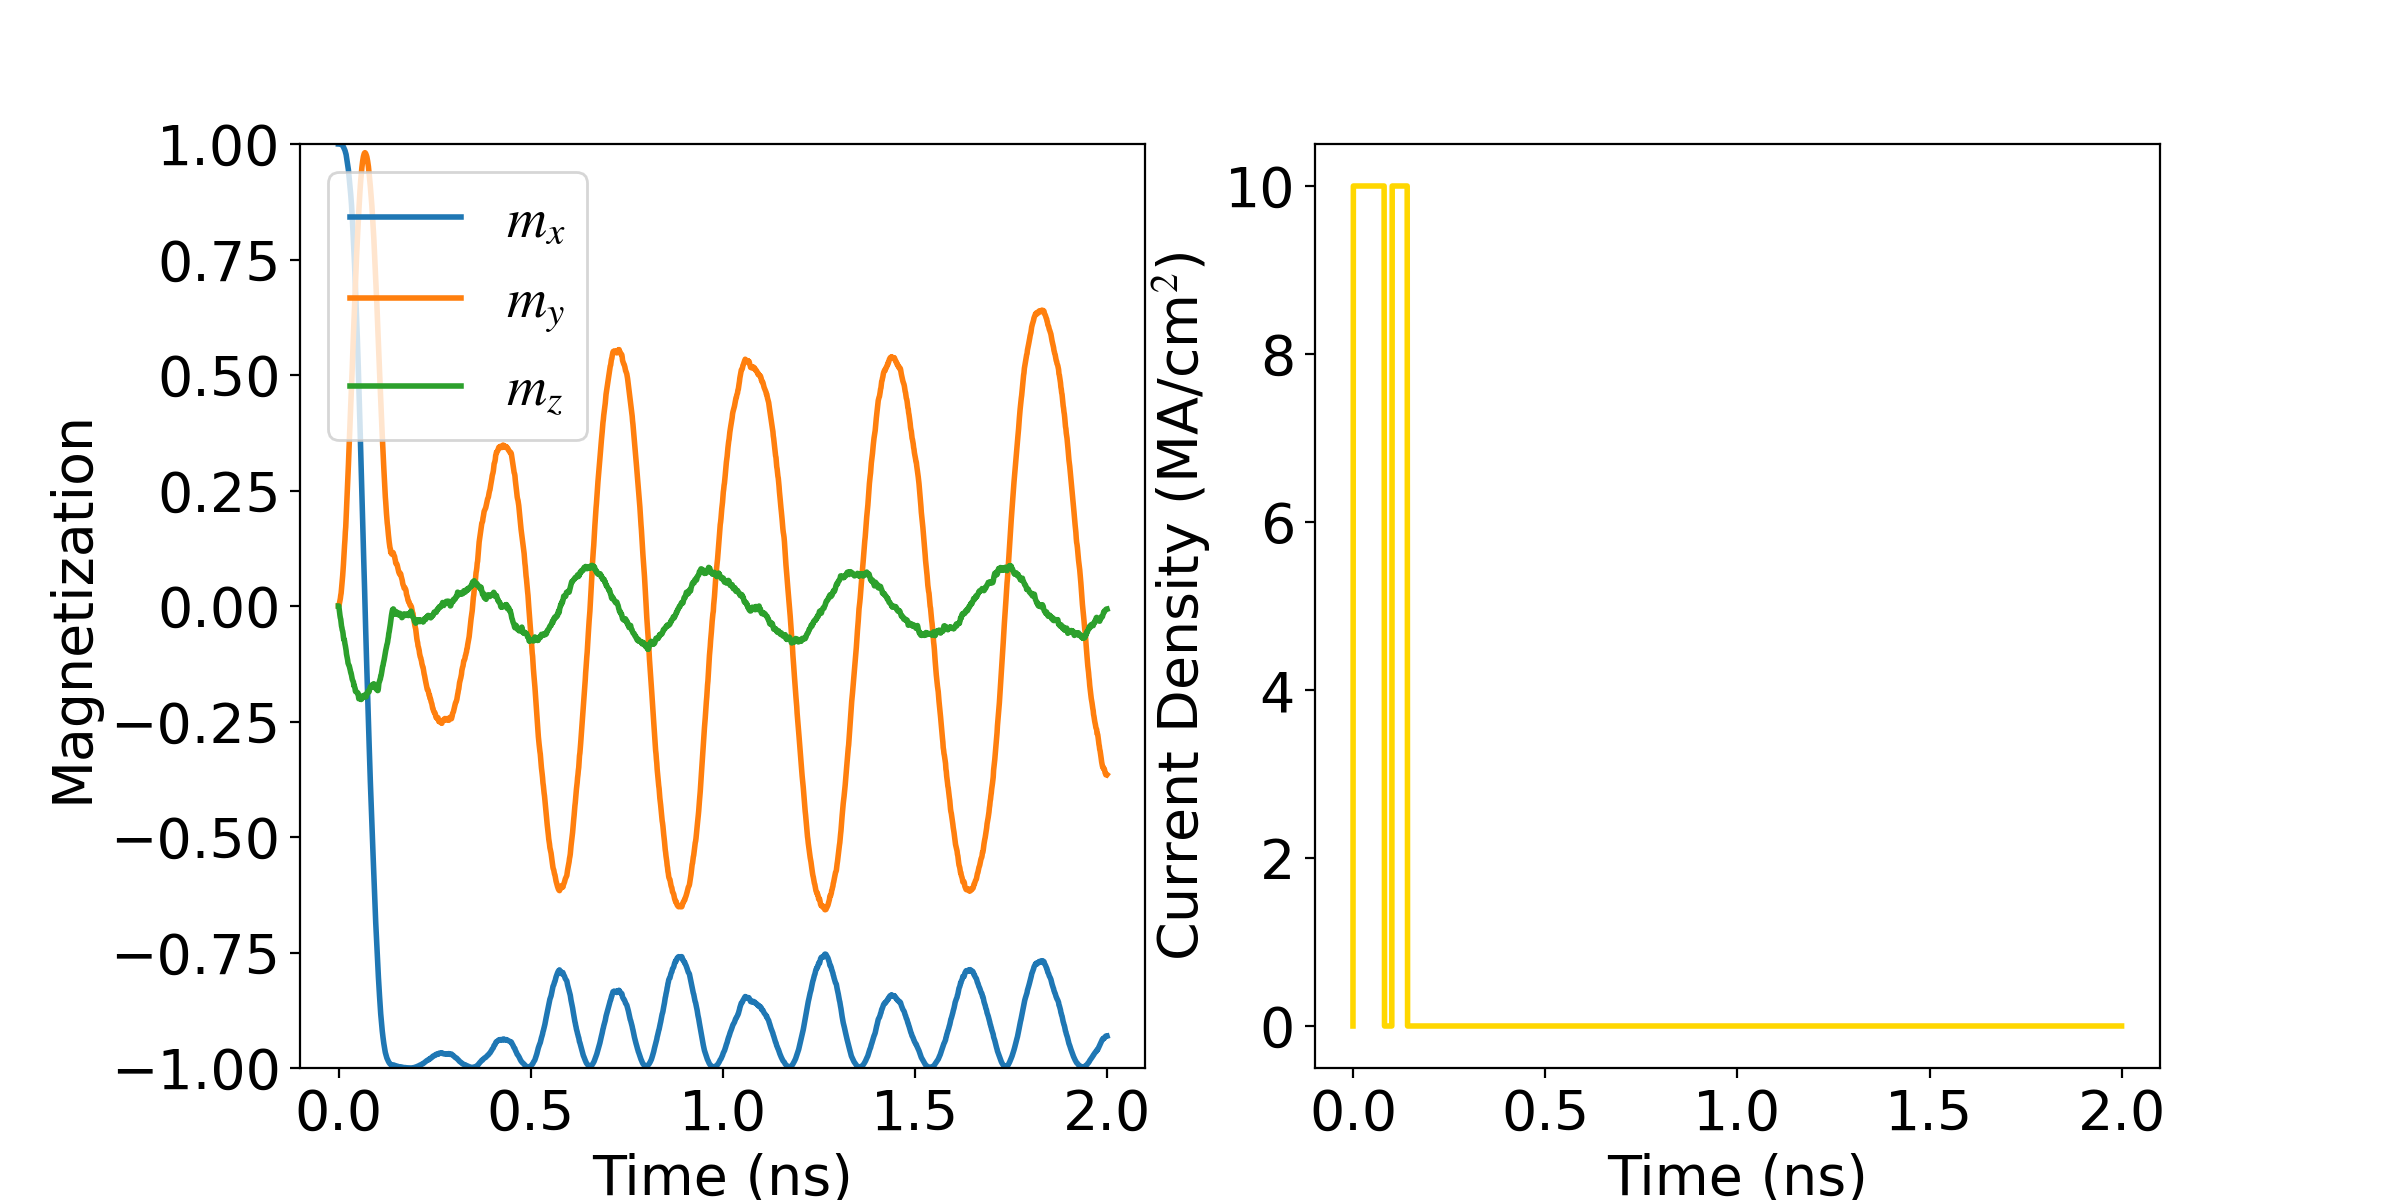 1.00
0.75
0.50
0.25
0.00
−0.25
−0.50
−0.75
−1.00
Magnetization
m_x
m_y
m_z
0.0 0.5 1.0 1.5 2.0
Time (ns)
10
8
6
4
2
0
Current Density (MA/cm²)
0.0 0.5 1.0 1.5 2.0
Time (ns)